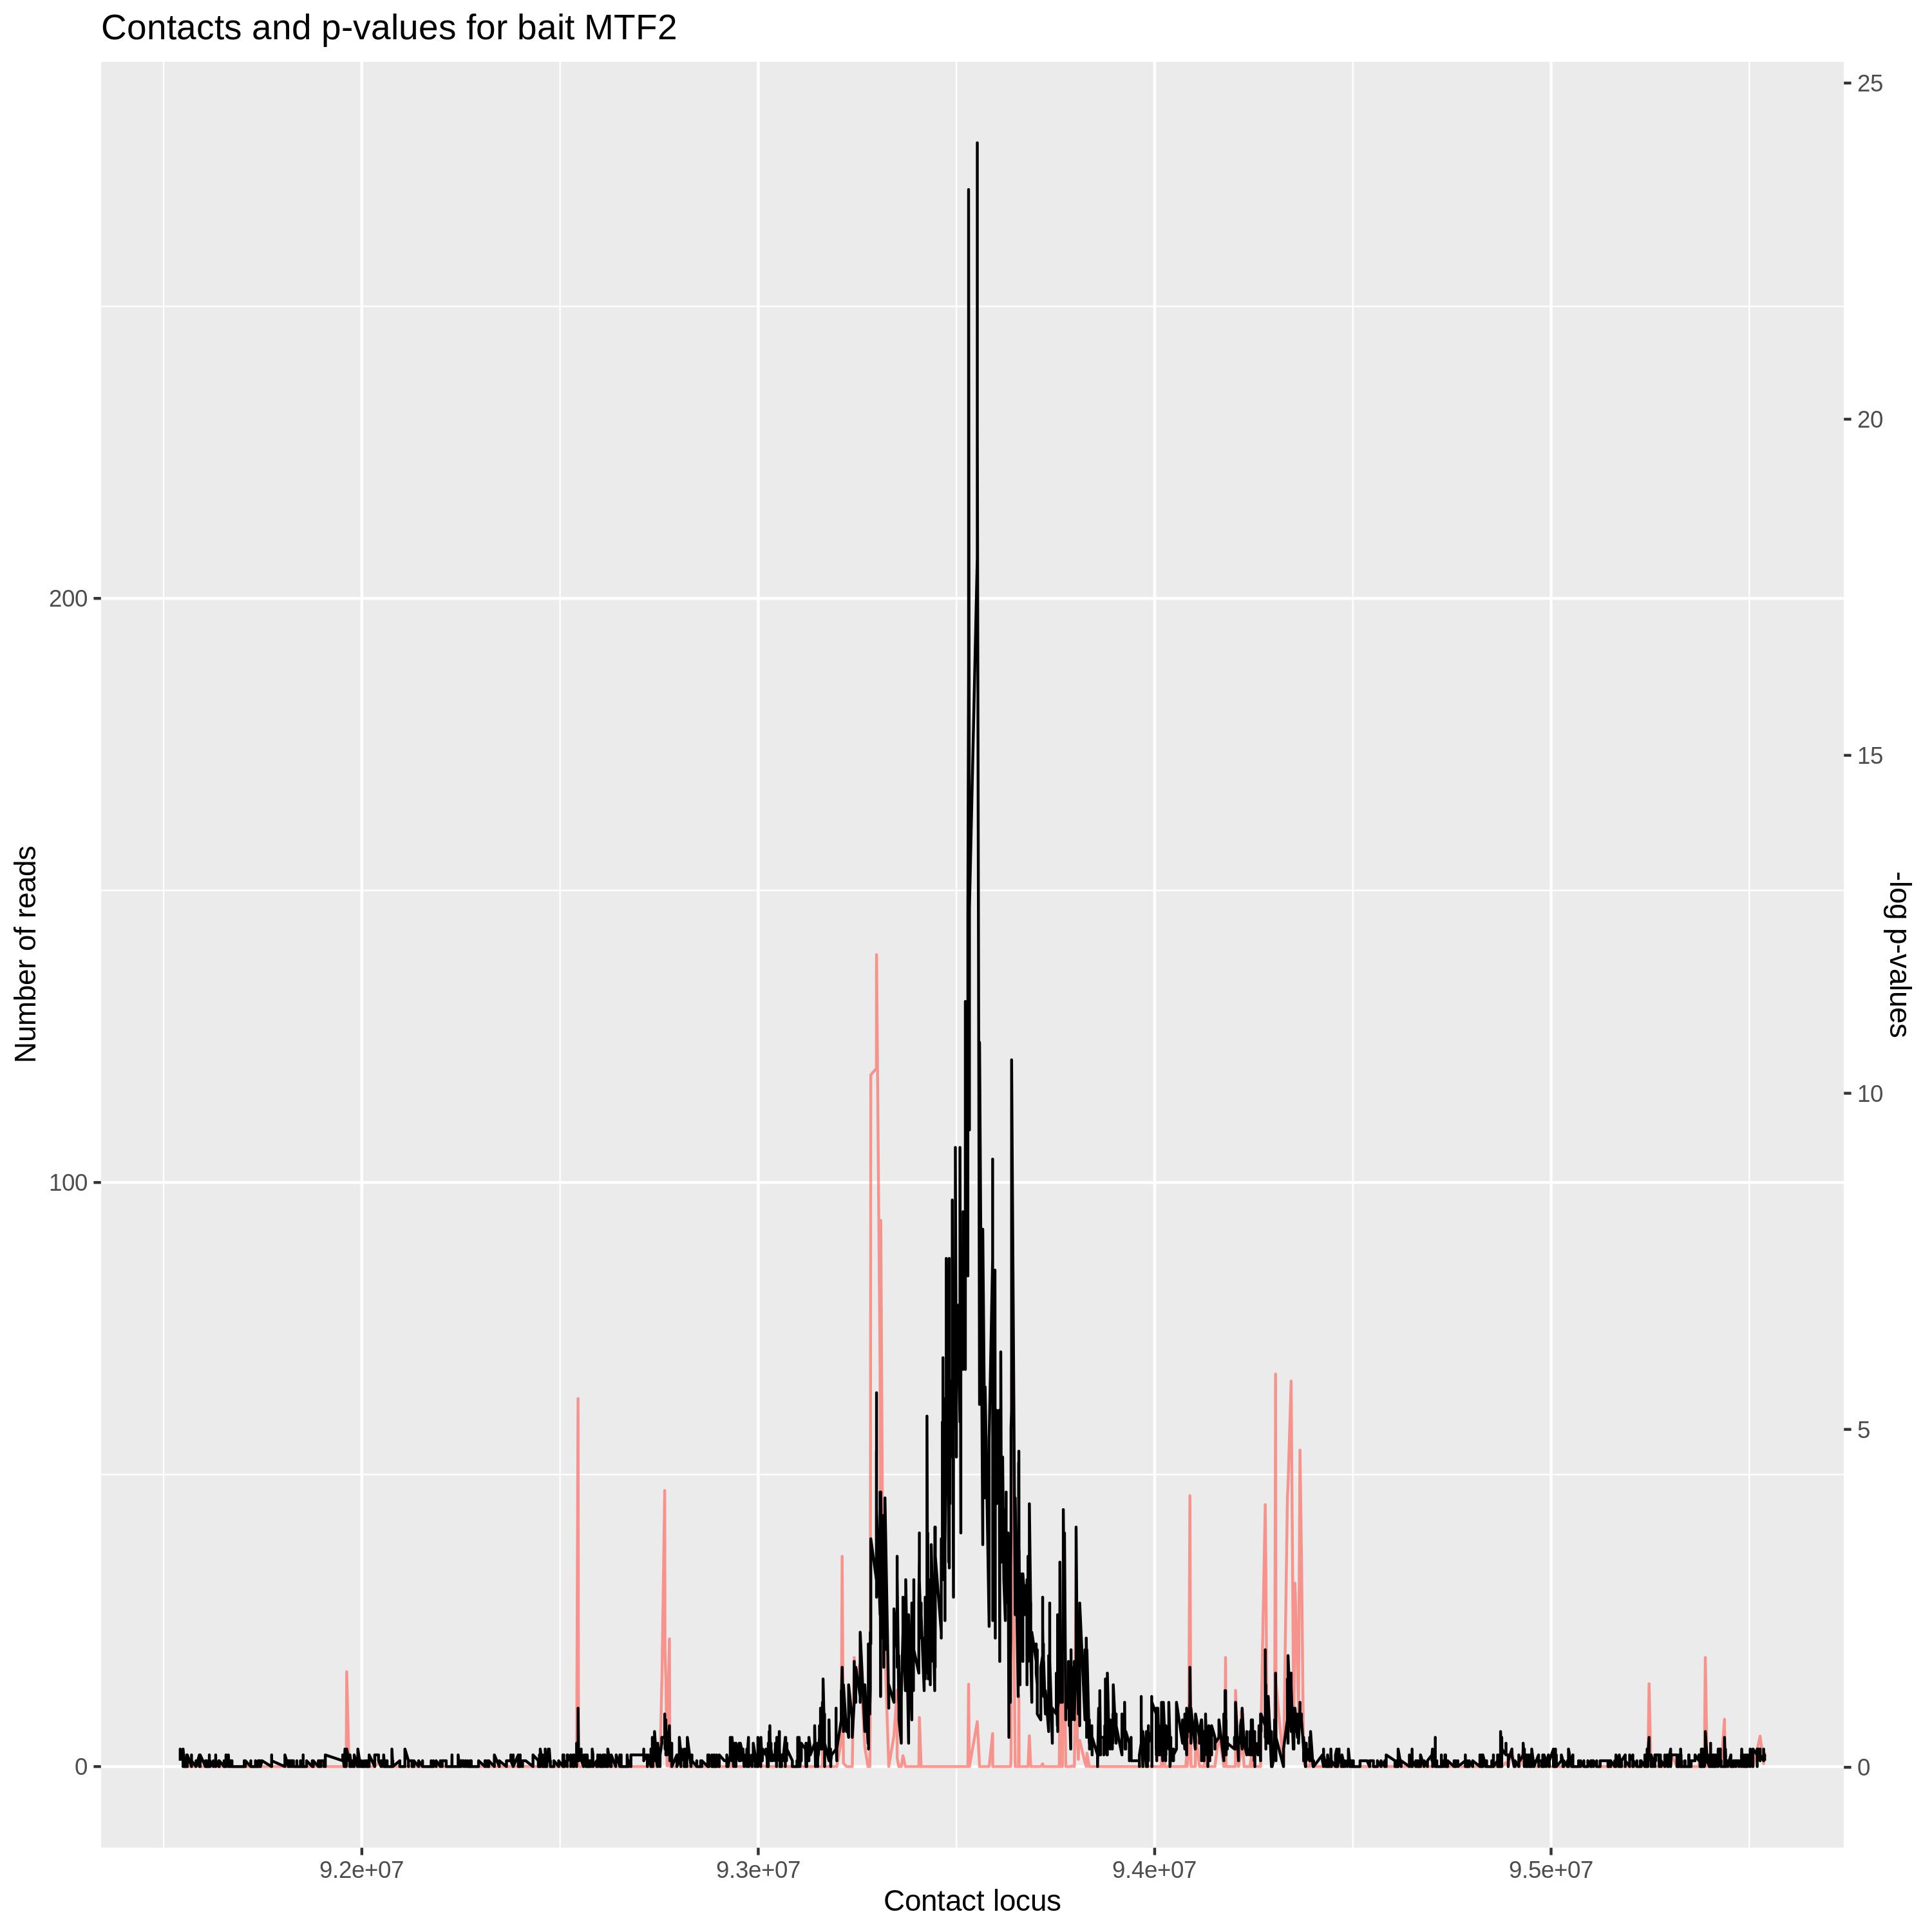 Contacts and p-values for bait MTF2
25
20
200
15
Number of reads
-log p-values
10
100
5
0
0
9.2e+07
9.3e+07
9.4e+07
9.5e+07
Contact locus